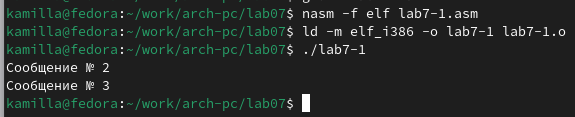 kamilla@fedora:~/work/arch-pc/lab07$ nasm -f elf lab7-1.asm
kamilla@fedora:~/work/arch-pc/lab07$ ld -m elf_i386 -o lab7-1 lab7-1.o
kamilla@fedora:~/work/arch-pc/lab07$ ./lab7-1
Сообщение № 2
Сообщение № 3
kamilla@fedora:~/work/arch-pc/lab07$